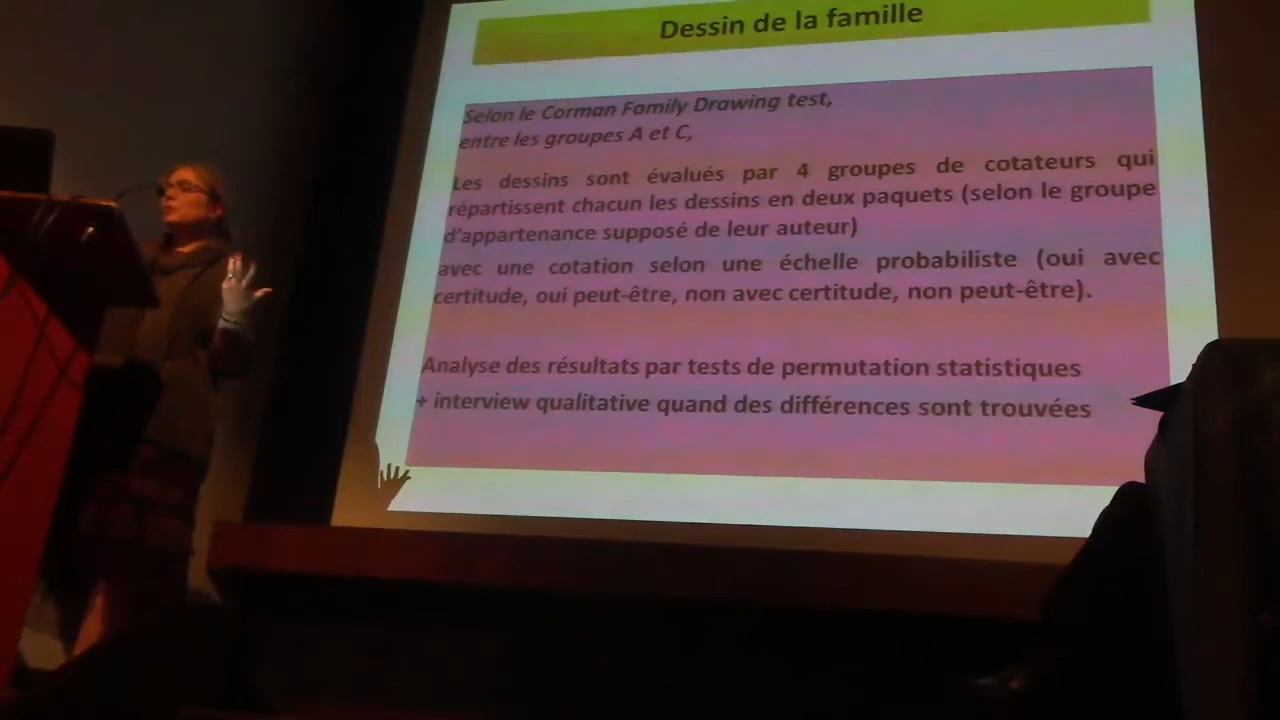 Dessin de la famille
Selon le Corman Family Drawing test,
entre les groupes A et C,
Les dessins sont évalués par 4 groupes de cotateurs qui
répartissent chacun les dessins en deux paquets (selon le groupe
d'appartenance supposé de leur auteur)
avec une cotation selon une échelle probabiliste (oui avec
certitude, oui peut-être, non avec certitude, non peut-être).
Analyse des résultats par tests de permutation statistiques
+ interview qualitative quand des différences sont trouvées